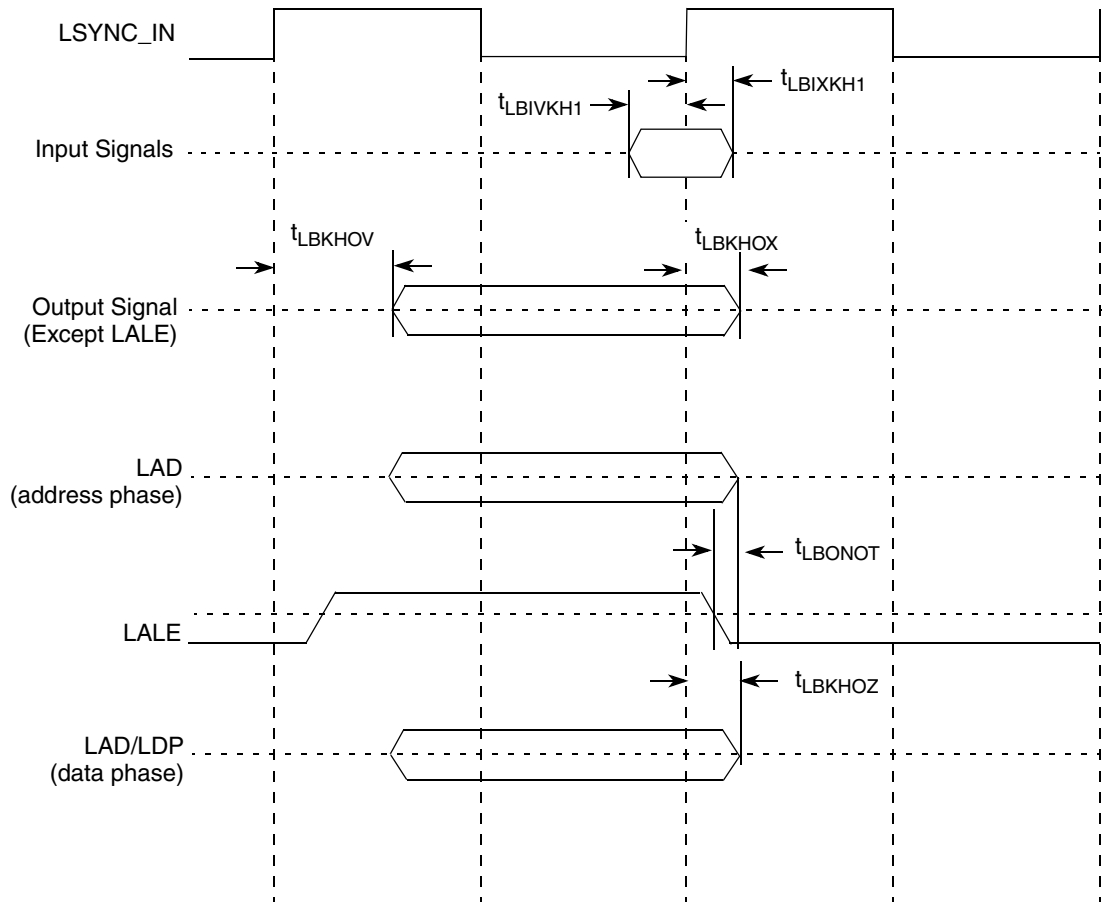 LSYNC_IN
tLBIXKH1
tLBIVKH1
Input Signals
tLBKHOV
tLBKHOX
Output Signal
(Except LALE)
LAD
(address phase)
tLBONOT
LALE
tLBKHOZ
LAD/LDP
(data phase)